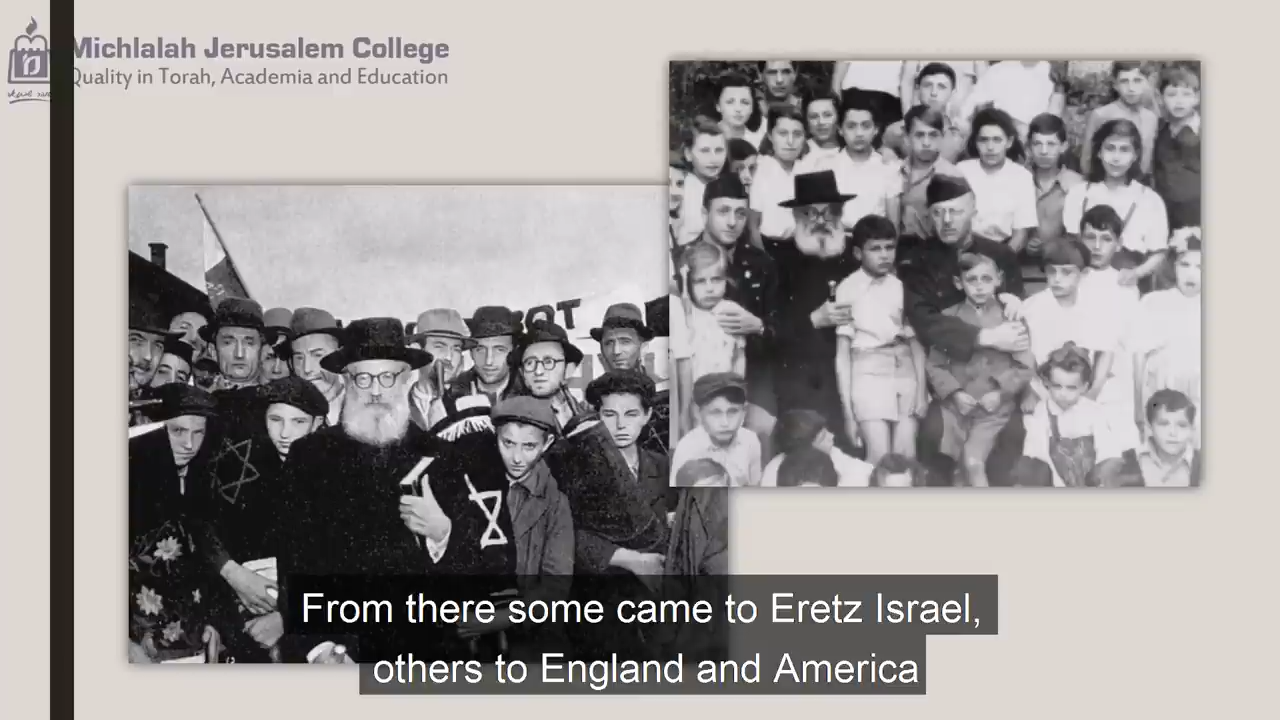 Michlalah Jerusalem College
Quality in Torah, Academia and Education
From there some came to Eretz Israel,
others to England and America